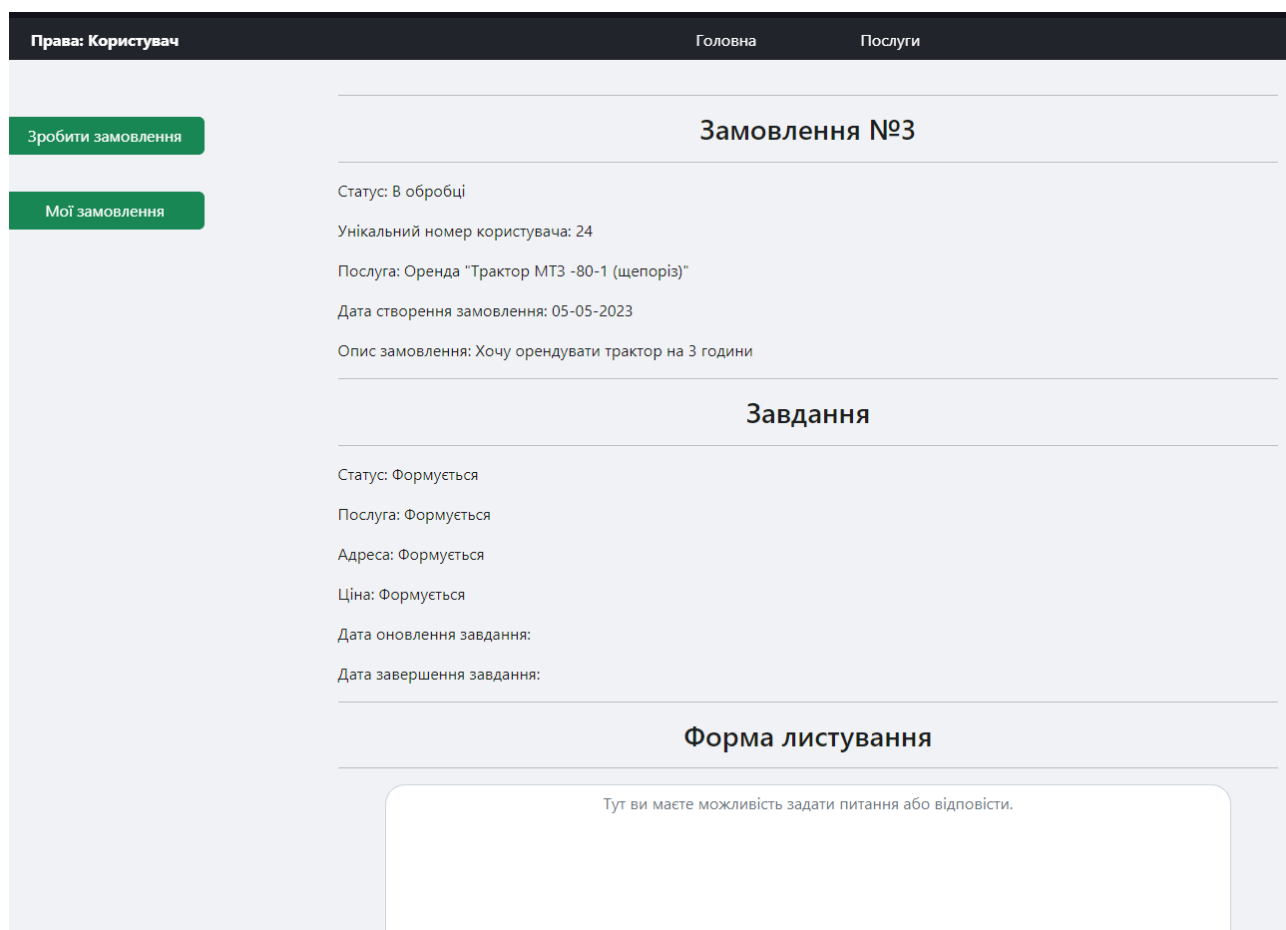 Права: Користувач
Головна
Послуги
Зробити замовлення
Мої замовлення
Замовлення №3
Статус: В обробці
Унікальний номер користувача: 24
Послуга: Оренда "Трактор МТЗ -80-1 (щепоріз)"
Дата створення замовлення: 05-05-2023
Опис замовлення: Хочу орендувати трактор на 3 години
Завдання
Статус: Формується
Послуга: Формується
Адреса: Формується
Ціна: Формується
Дата оновлення завдання:
Дата завершення завдання:
Форма листування
Тут ви маєте можливість задати питання або відповісти.